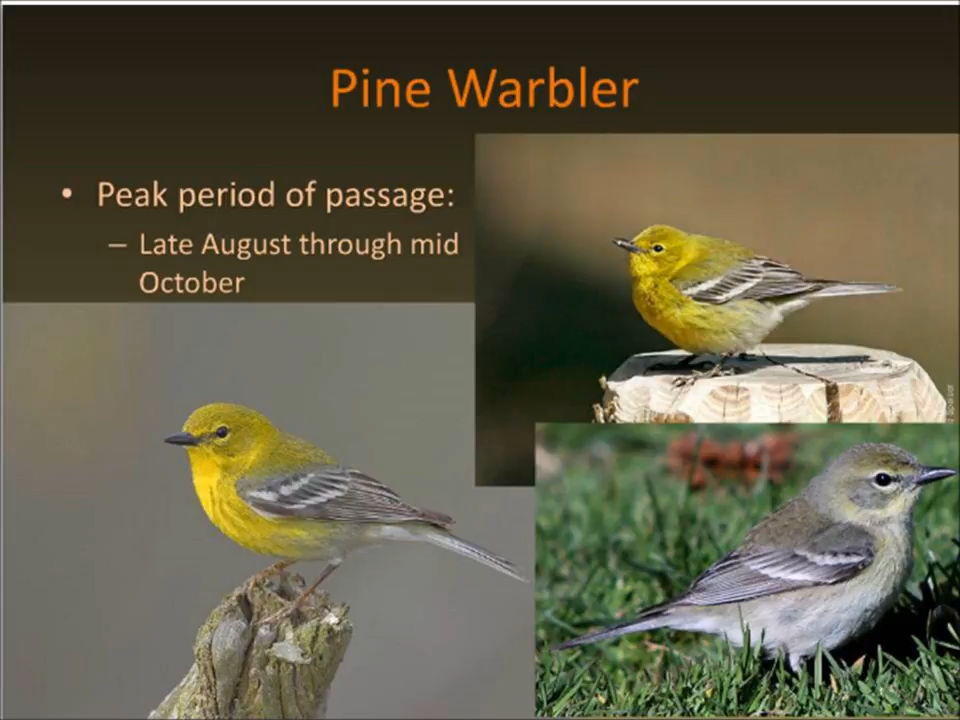 Pine Warbler
• Peak period of passage:
– Late August through mid
October